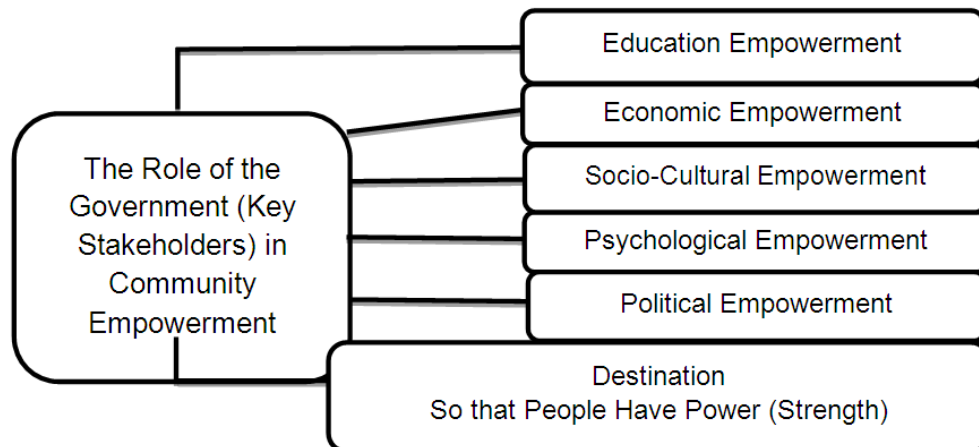 The Role of the
Government (Key
Stakeholders) in
Community
Empowerment
Education Empowerment
Economic Empowerment
Socio-Cultural Empowerment
Psychological Empowerment
Political Empowerment
Destination
So that People Have Power (Strength)